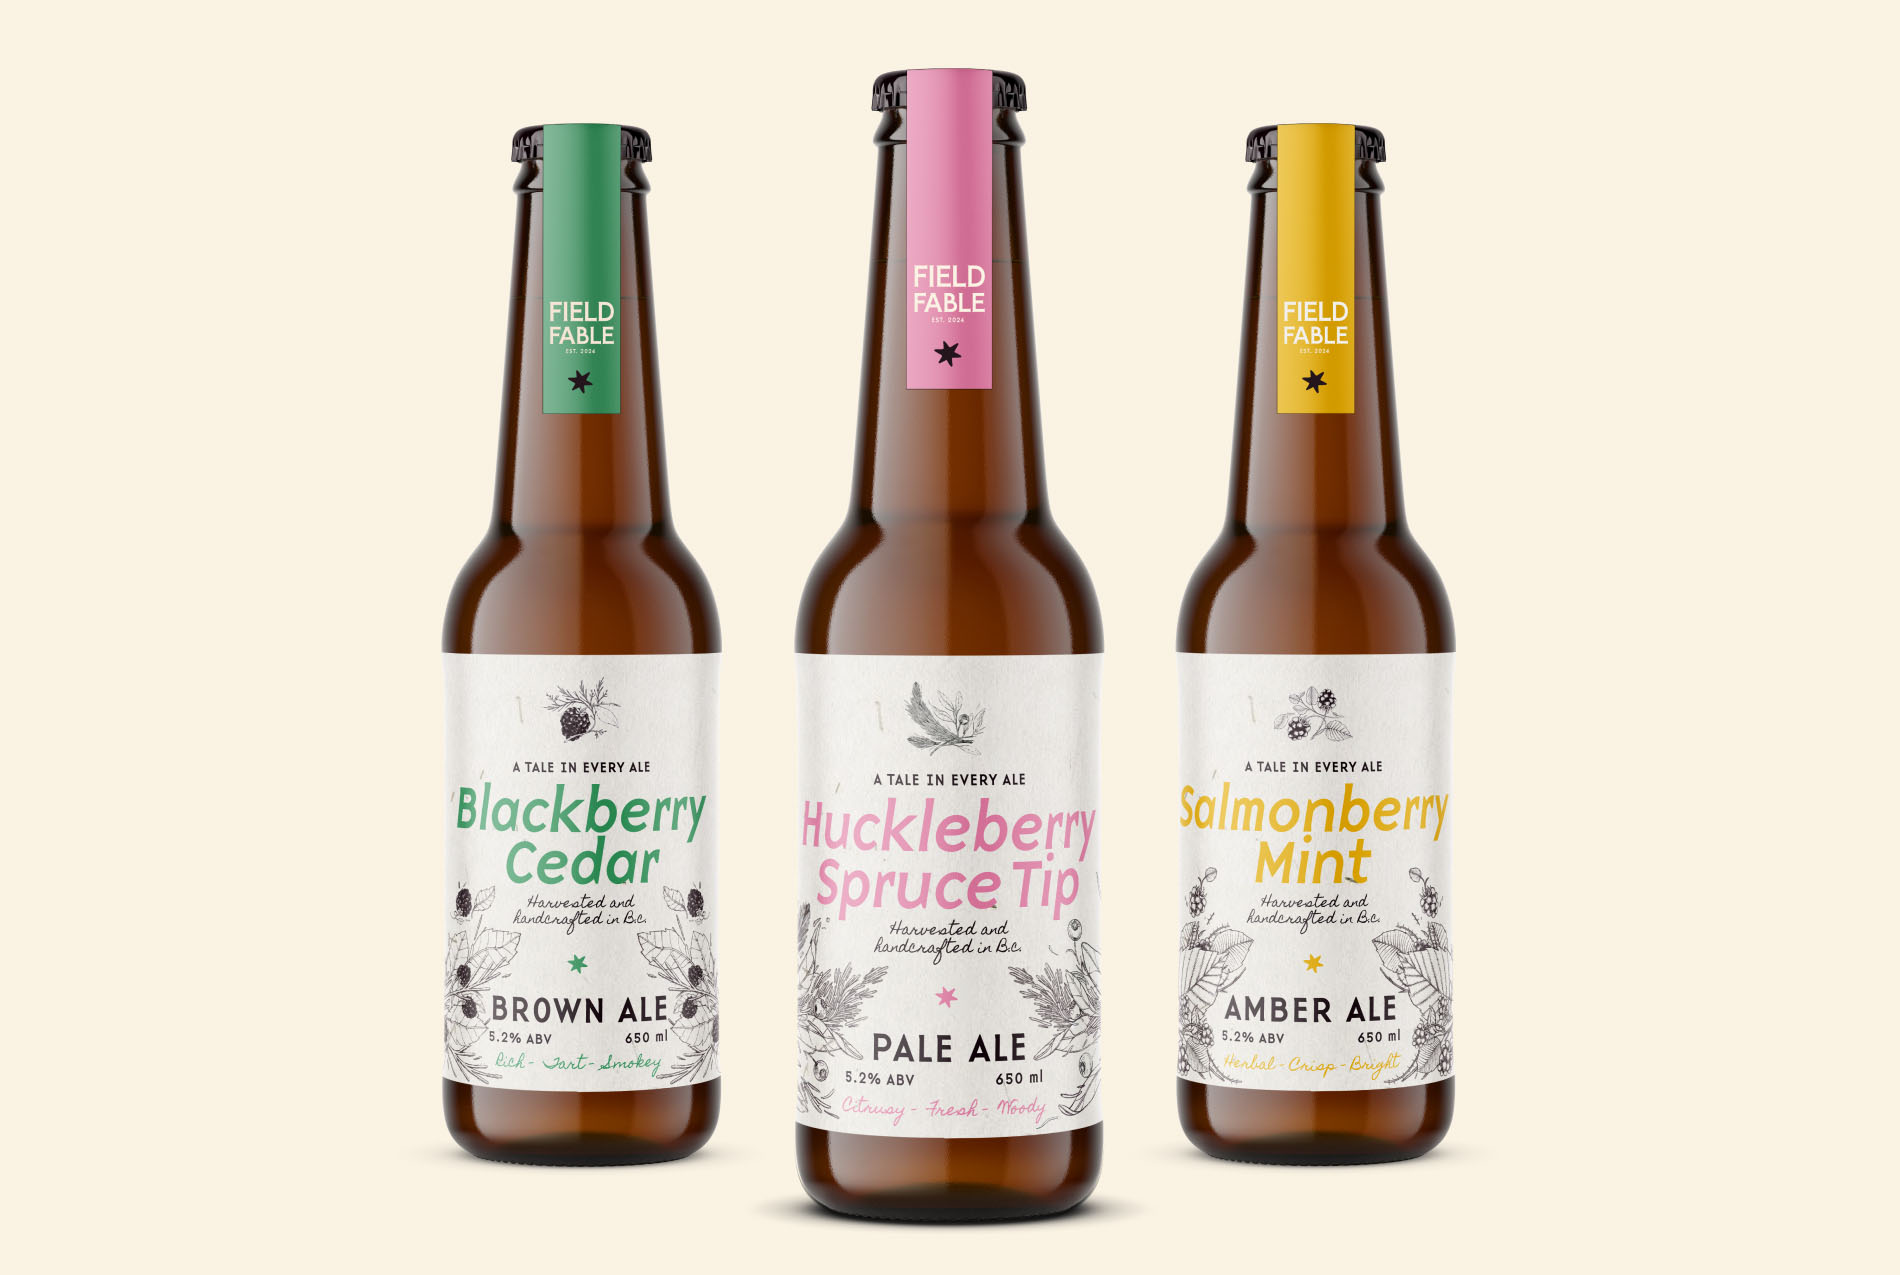 FIELD
FABLE
EST. 2024
A TALE IN EVERY ALE
Blackberry
Cedar
Harvested and
handcrafted in B.C.
BROWN ALE
5.2% ABV 650 ml
Rich - Tart - Smokey
FIELD
FABLE
EST. 2024
A TALE IN EVERY ALE
Huckleberry
Spruce Tip
Harvested and
handcrafted in B.C.
PALE ALE
5.2% ABV 650 ml
Citrusy - Fresh - Woody
FIELD
FABLE
EST. 2024
A TALE IN EVERY ALE
Salmonberry
Mint
Harvested and
handcrafted in B.C.
AMBER ALE
5.2% ABV 650 ml
Herbal - Crisp - Bright